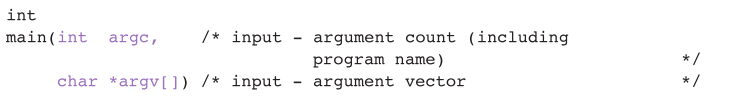 int
main(int  argc,    /* input – argument count (including
                              program name)                        */
     char *argv[]) /* input – argument vector                      */